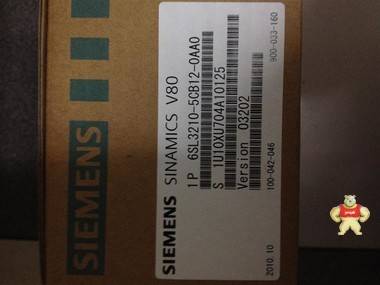 SIEMENS
SIEMENS SINAMICS V80
1P 6SL3210-5CB12-0AA0
S 1U10XU704A10125
Version 03202
100-042-046
900-033-160
2010.10